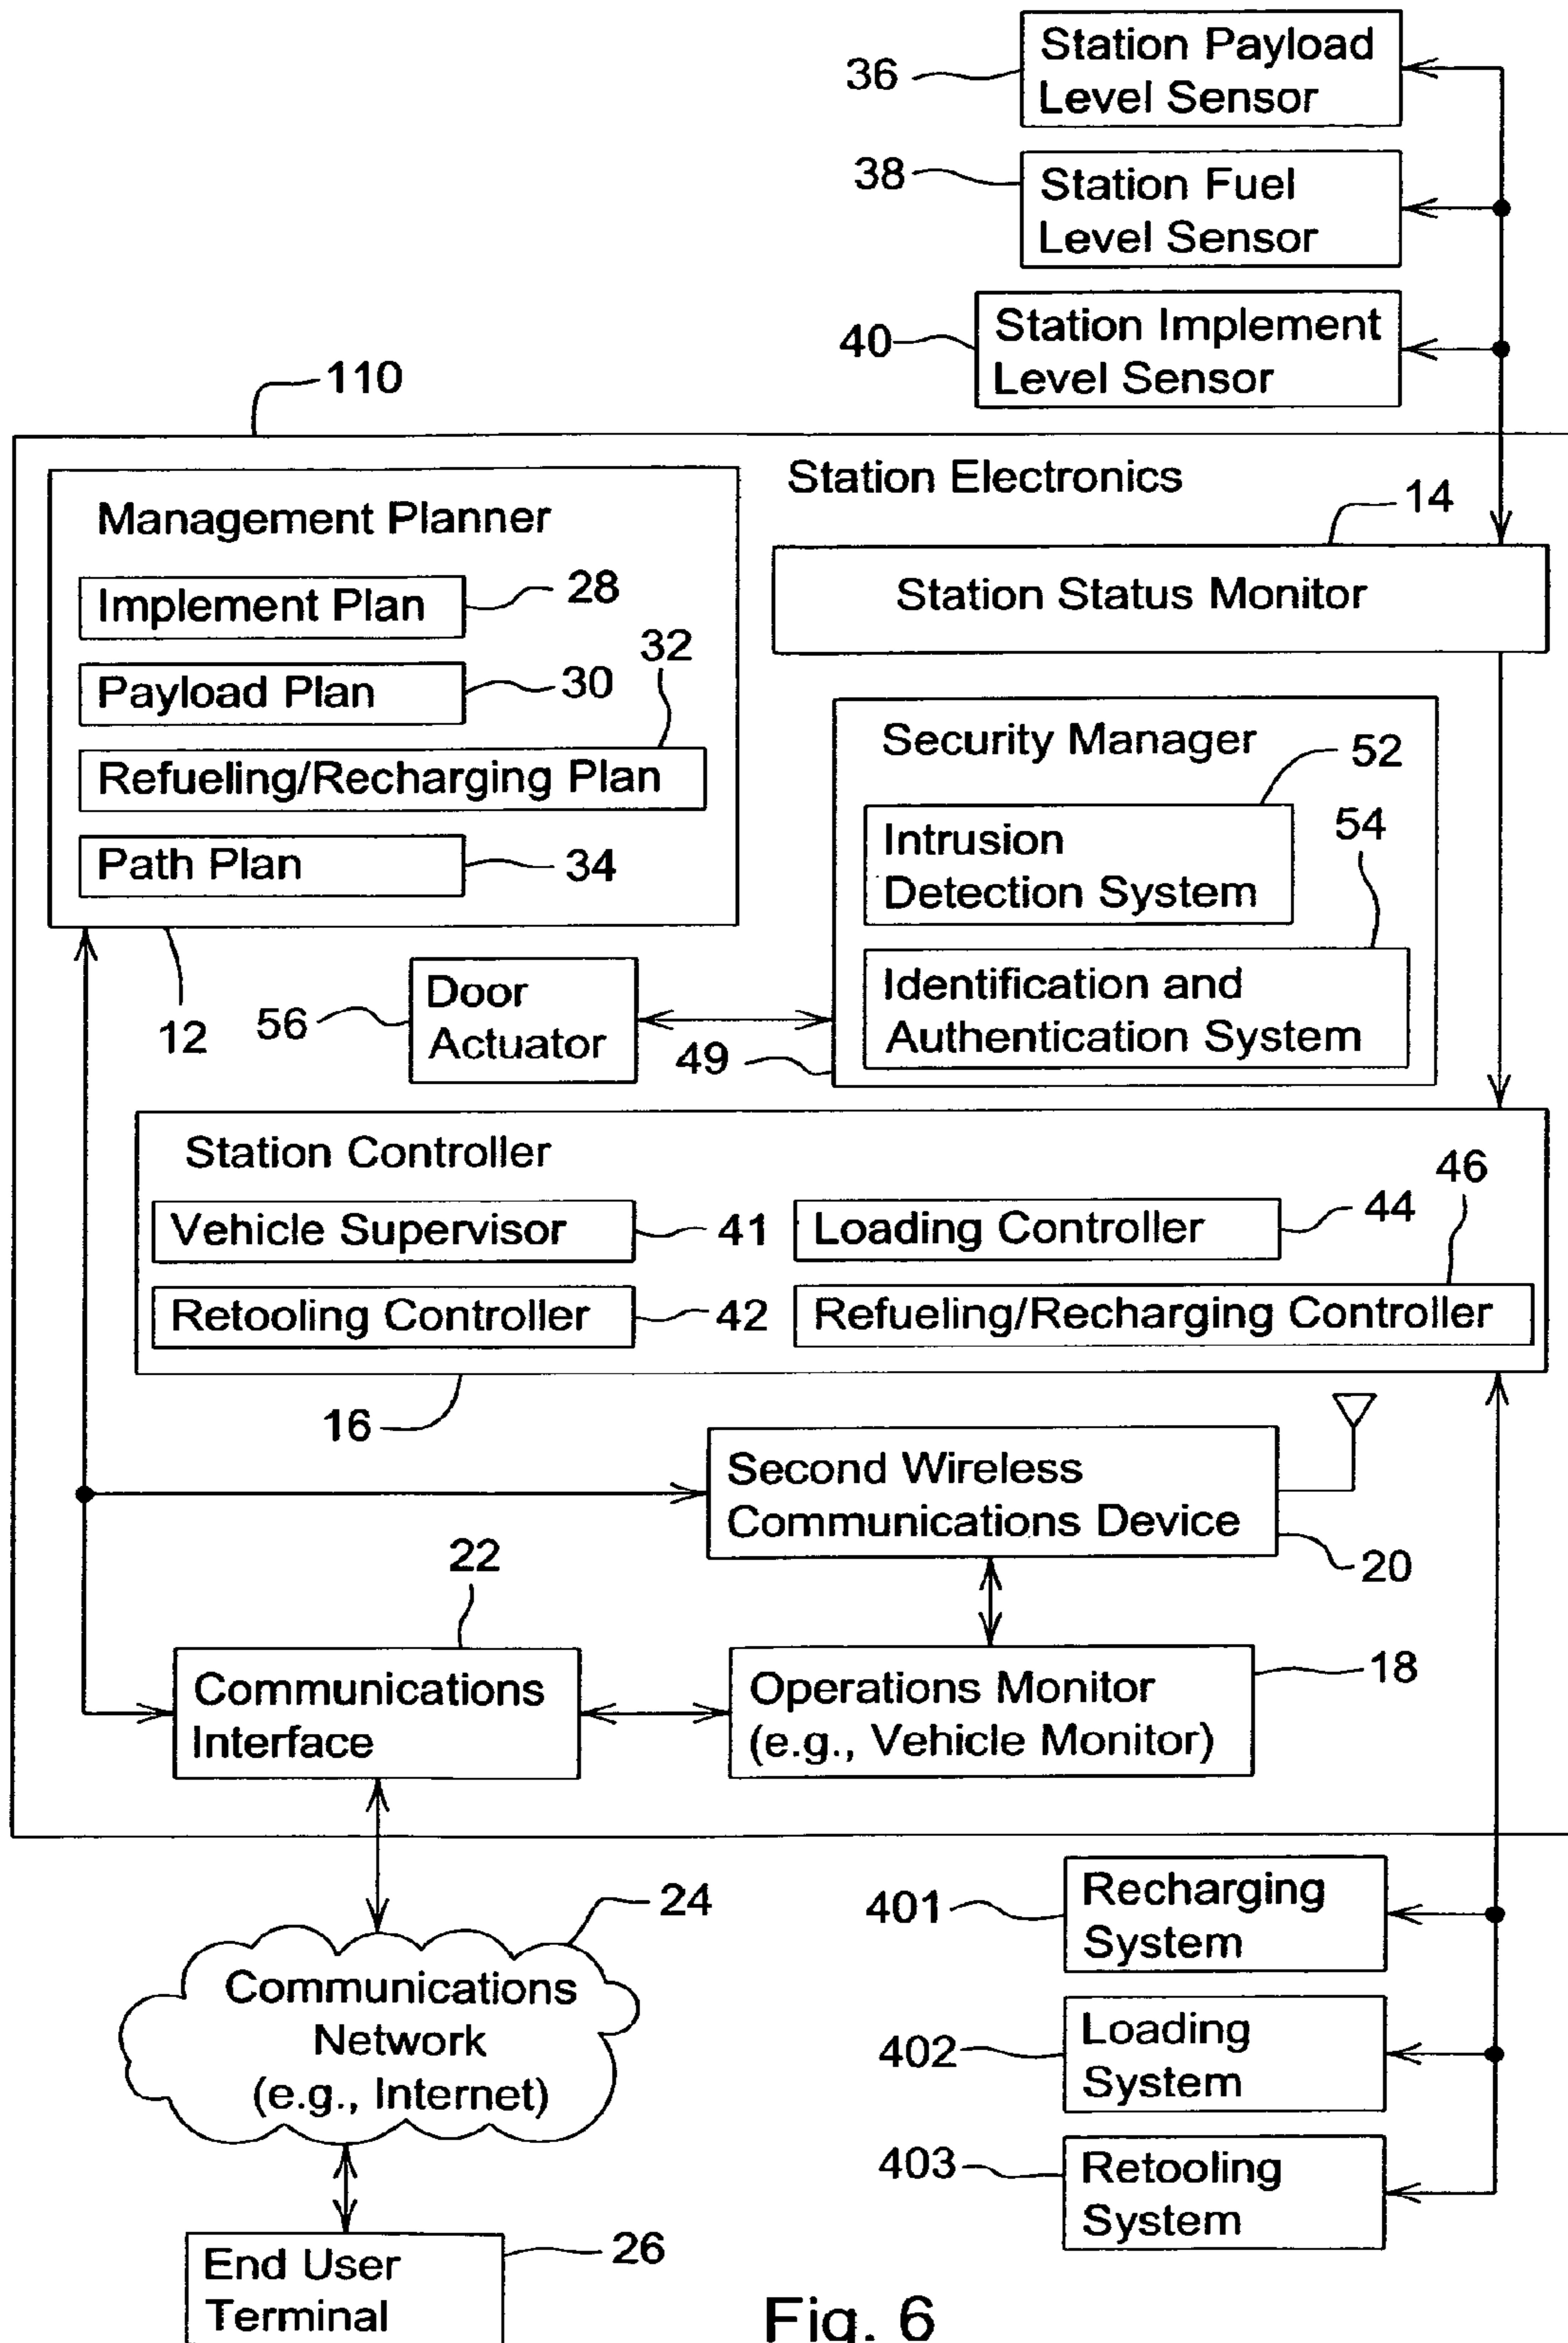 36
Station Payload
Level Sensor
38
Station Fuel
Level Sensor
40
Station Implement
Level Sensor
110
Station Electronics
14
Station Status Monitor
Management Planner
Implement Plan
28
Payload Plan
30
32
Refueling/Recharging Plan
Path Plan
34
12
Security Manager
52
Intrusion
Detection System
54
Identification and
Authentication System
49
56
Door
Actuator
Station Controller
46
Vehicle Supervisor
41
Loading Controller
44
Retooling Controller
42
Refueling/Recharging Controller
16
Second Wireless
Communications Device
20
22
Communications
Interface
Operations Monitor
(e.g., Vehicle Monitor)
18
24
Communications
Network
(e.g., Internet)
401
Recharging
System
402
Loading
System
403
Retooling
System
End User
Terminal
26
Fig. 6